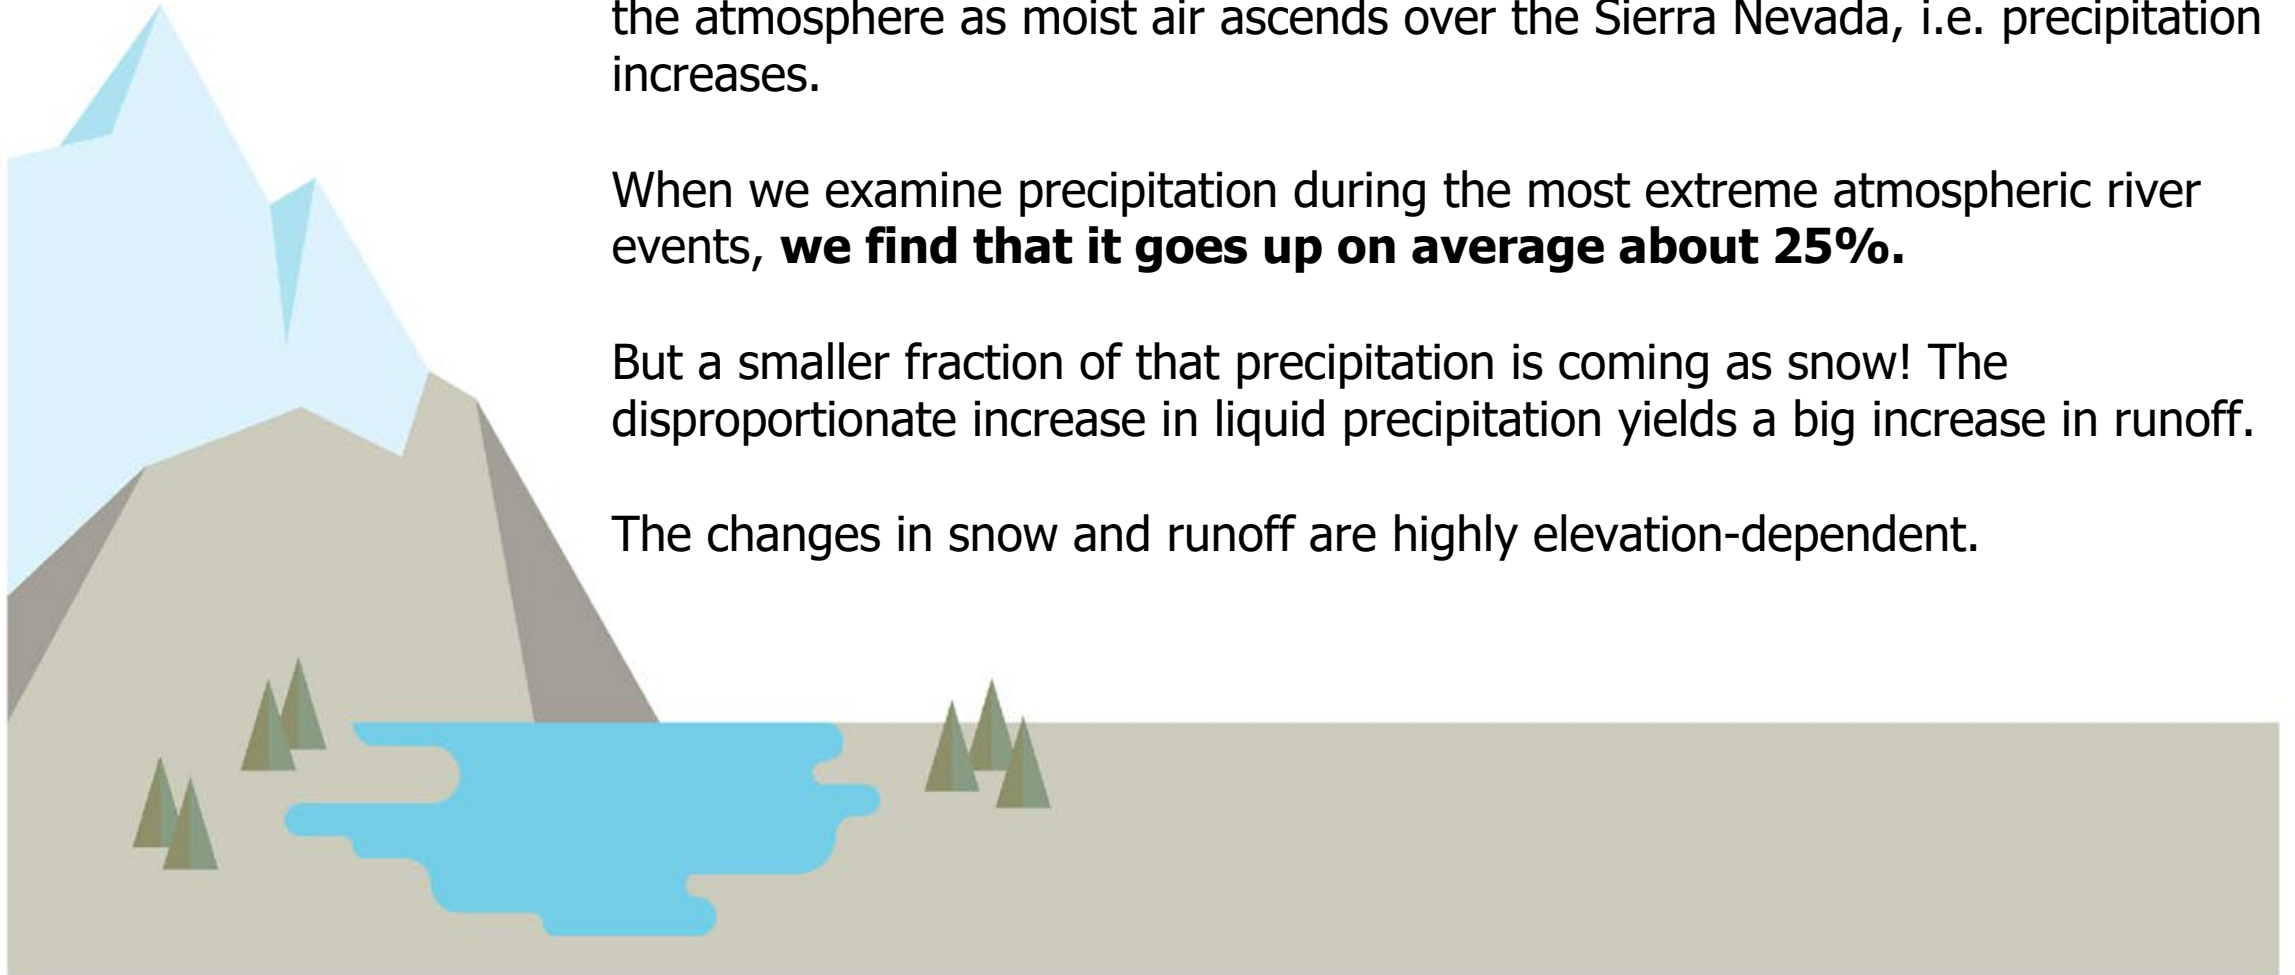 the atmosphere as moist air ascends over the Sierra Nevada, i.e. precipitation
increases.
When we examine precipitation during the most extreme atmospheric river
events, we find that it goes up on average about 25%.
But a smaller fraction of that precipitation is coming as snow! The
disproportionate increase in liquid precipitation yields a big increase in runoff.
The changes in snow and runoff are highly elevation-dependent.